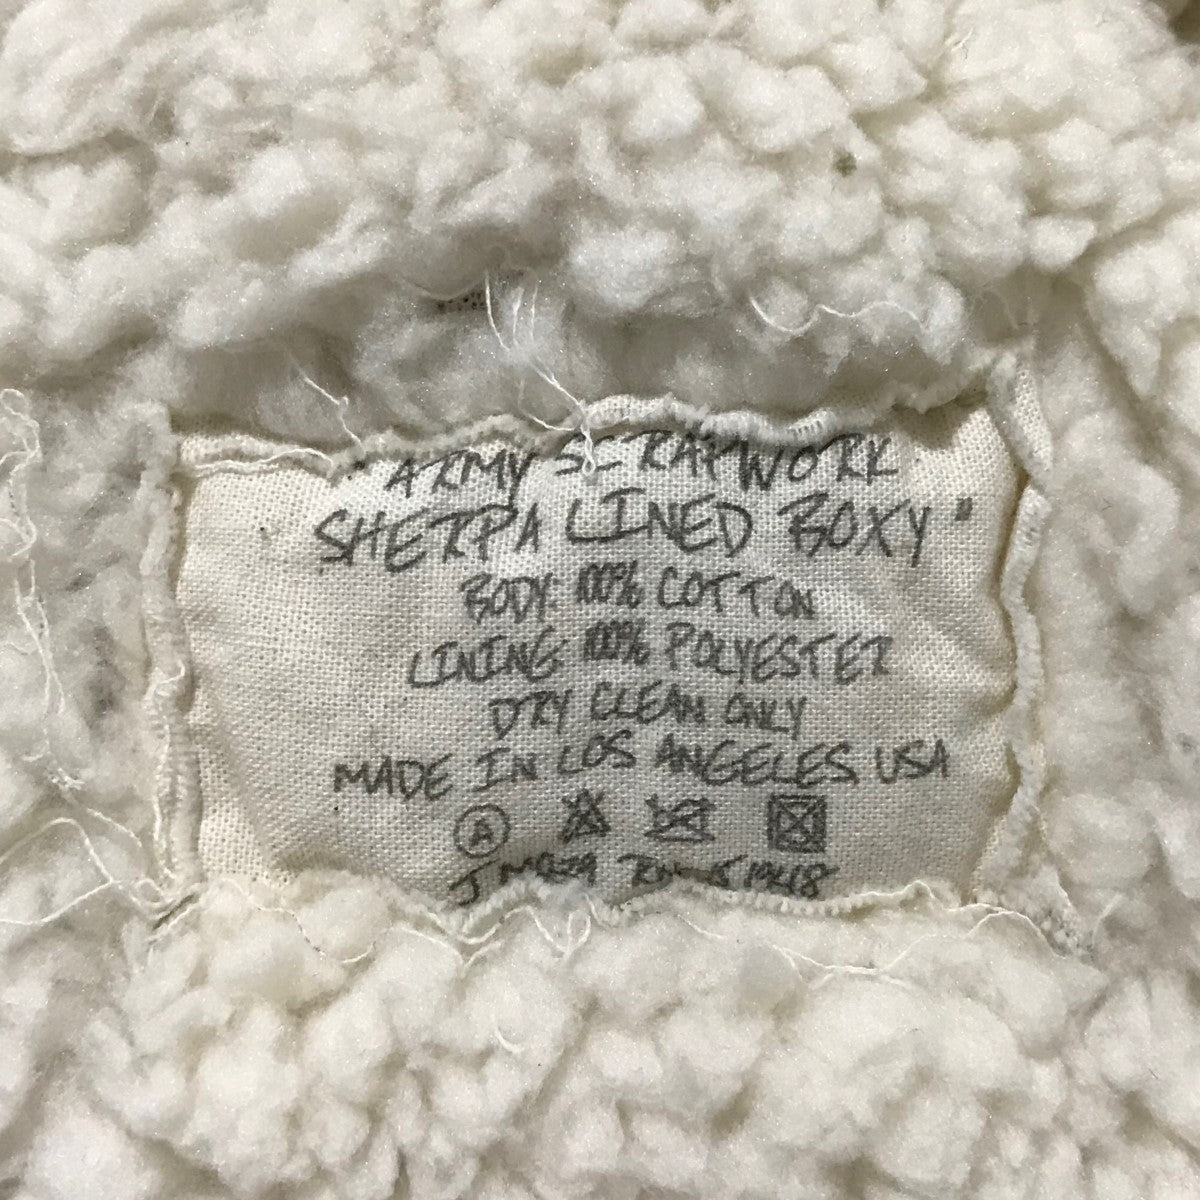 "ARMY SCRAPWORK
SHERPA LINED BOXY"
BODY: 100% COTTON
LINING: 100% POLYESTER
DRY CLEAN ONLY
MADE IN LOS ANGELES USA
A